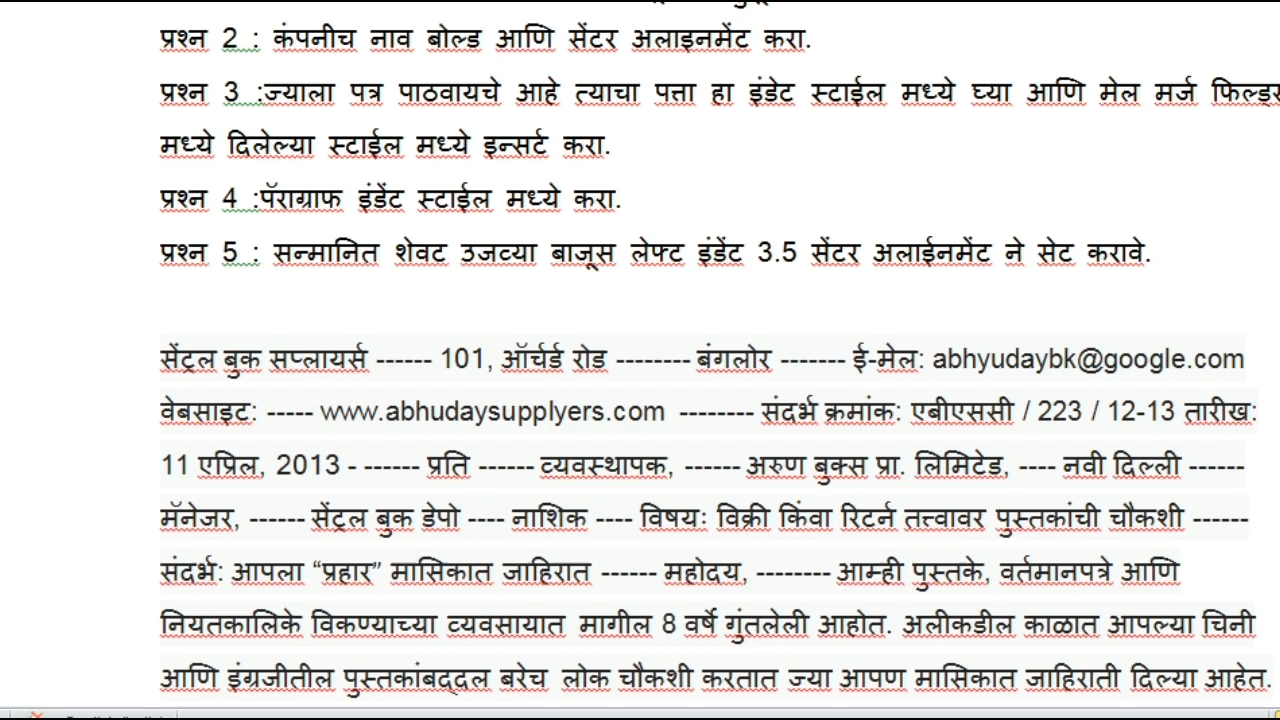 प्रश्न 2 : कंपनीच नाव बोल्ड आणि सेंटर अलाइनमेंट करा.
प्रश्न 3 :ज्याला पत्र पाठवायचे आहे त्याचा पत्ता हा इंडेट स्टाईल मध्ये घ्या आणि मेल मर्ज फिल्ड्स
मध्ये दिलेल्या स्टाईल मध्ये इन्सर्ट करा.
प्रश्न 4 :पॅराग्राफ इंडेंट स्टाईल मध्ये करा.
प्रश्न 5 : सन्मानित शेवट उजव्या बाजूस लेफ्ट इंडेंट 3.5 सेंटर अलाईनमेंट ने सेट करावे.
सेंट्रल बुक सप्लायर्स ------ 101, ऑर्चर्ड रोड -------- बंगलोर ------- ई-मेल: abhyudaybk@google.com
वेबसाइट: ----- www.abhudaysupplyers.com -------- संदर्भ क्रमांक: एबीएससी / 223 / 12-13 तारीख:
11 एप्रिल, 2013 - ------ प्रति ------ व्यवस्थापक, ------ अरुण बुक्स प्रा. लिमिटेड, ---- नवी दिल्ली ------
मॅनेजर, ------ सेंट्रल बुक डेपो ---- नाशिक ---- विषयः विक्री किंवा रिटर्न तत्त्वावर पुस्तकांची चौकशी ------
संदर्भ: आपला “प्रहार” मासिकात जाहिरात ------ महोदय, -------- आम्ही पुस्तके, वर्तमानपत्रे आणि
नियतकालिके विकण्याच्या व्यवसायात मागील 8 वर्षे गुंतलेली आहोत. अलीकडील काळात आपल्या चिनी
आणि इंग्रजीतील पुस्तकांबद्दल बरेच लोक चौकशी करतात ज्या आपण मासिकात जाहिराती दिल्या आहेत.